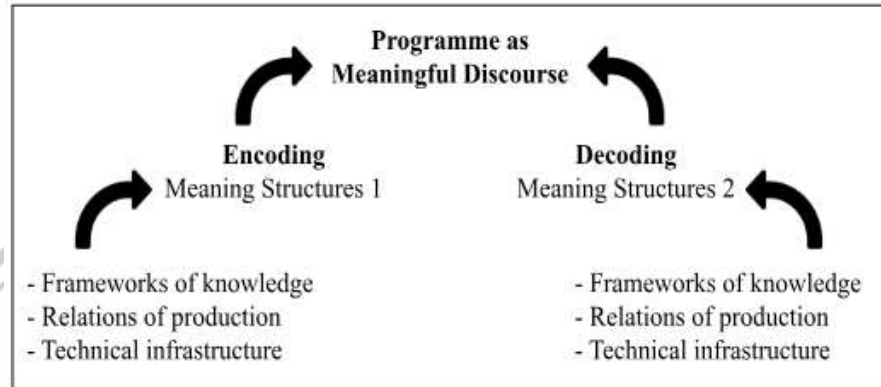 Programme as
Meaningful Discourse
Encoding
Meaning Structures 1
Decoding
Meaning Structures 2
- Frameworks of knowledge
- Relations of production
- Technical infrastructure
- Frameworks of knowledge
- Relations of production
- Technical infrastructure